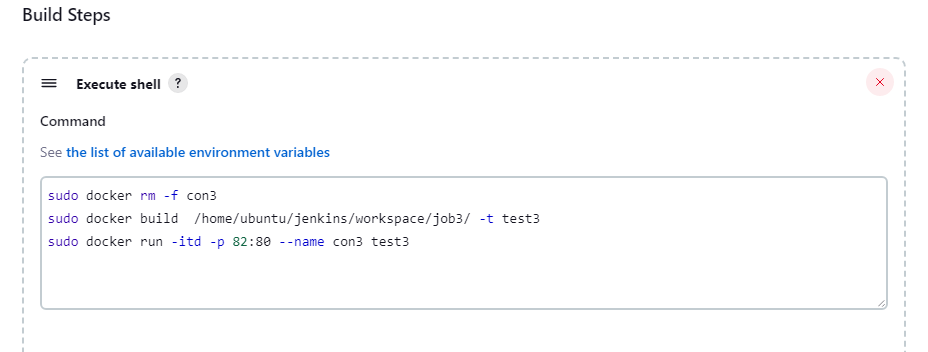 Build Steps
Execute shell ?
Command
See the list of available environment variables
sudo docker rm -f con3
sudo docker build  /home/ubuntu/jenkins/workspace/job3/ -t test3
sudo docker run -itd -p 82:80 --name con3 test3